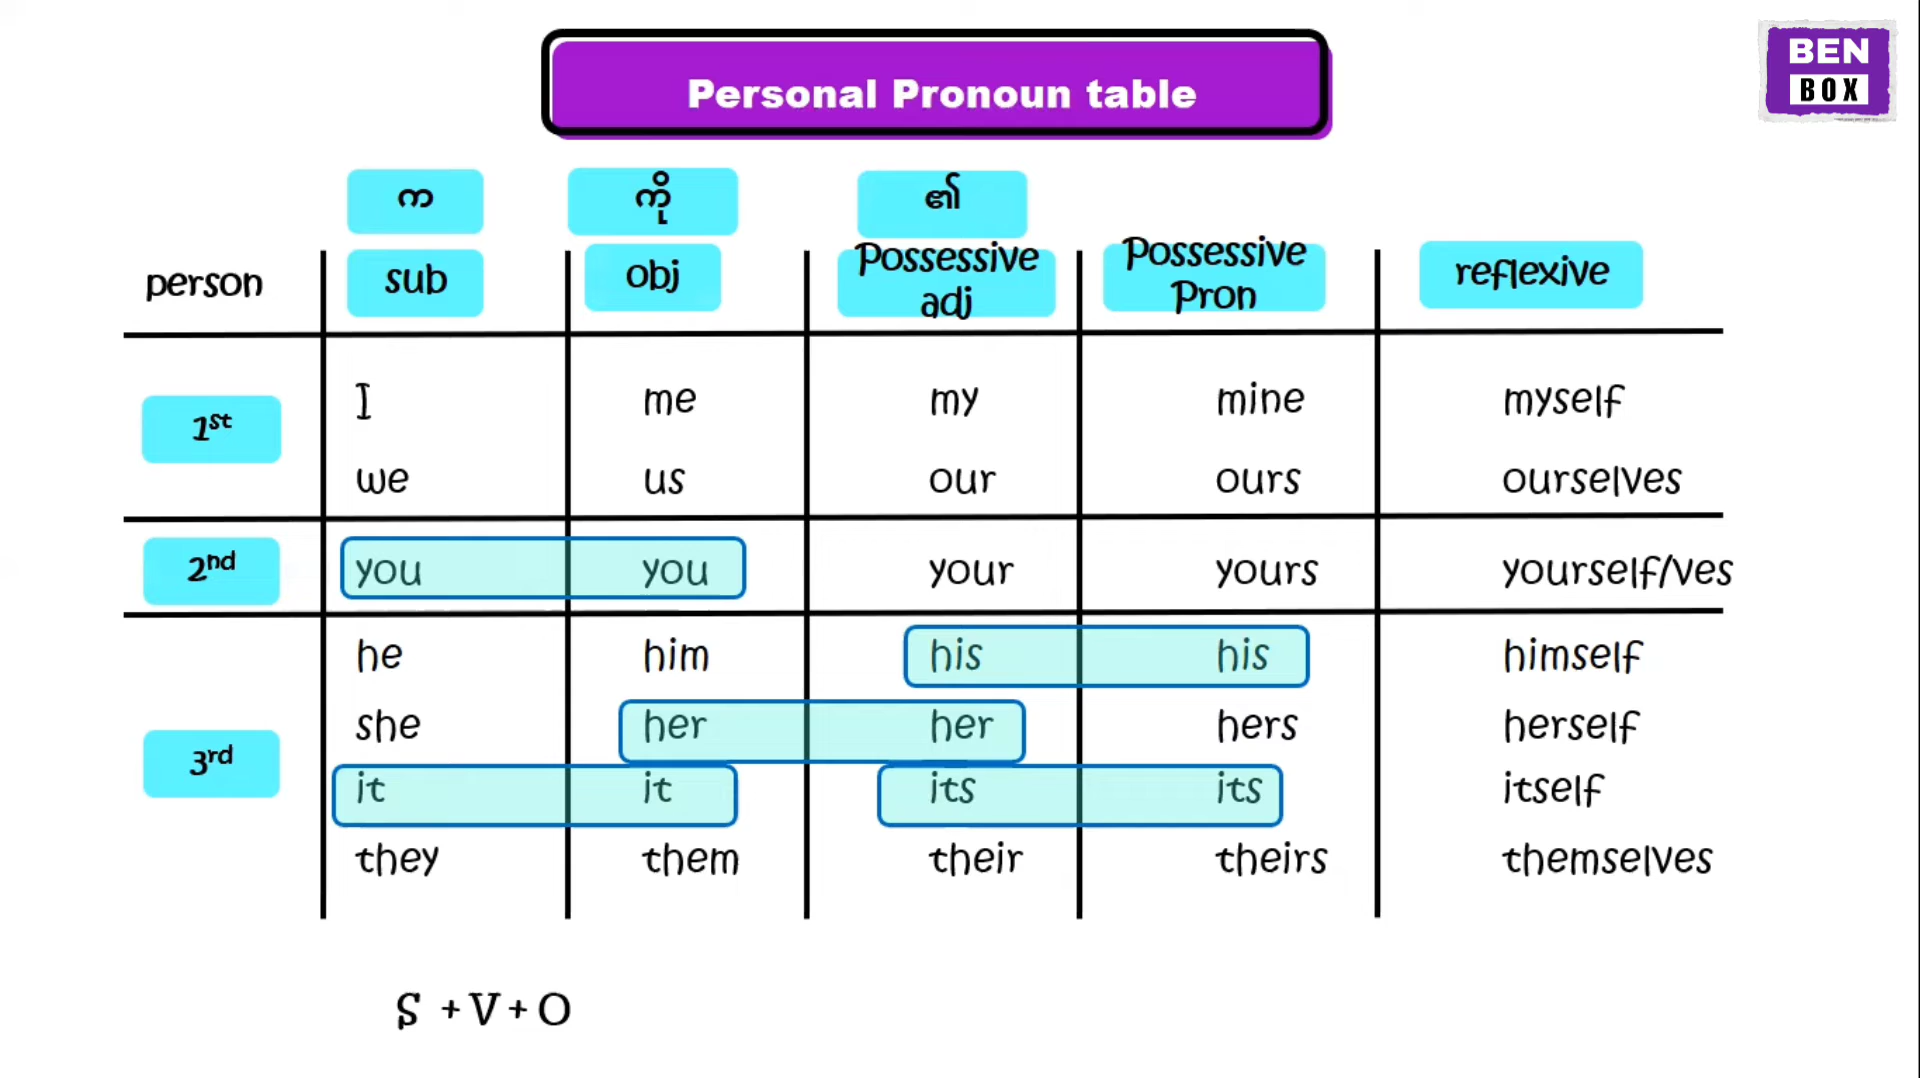 BEN
BOX
Personal Pronoun table
က ကို ၏
person sub obj Possessive adj Possessive Pron reflexive
1st
I me my mine myself
we us our ours ourselves
2nd you you your yours yourself/ves
he him his his himself
she her her hers herself
3rd
it it its its itself
they them their theirs themselves
S + V + O